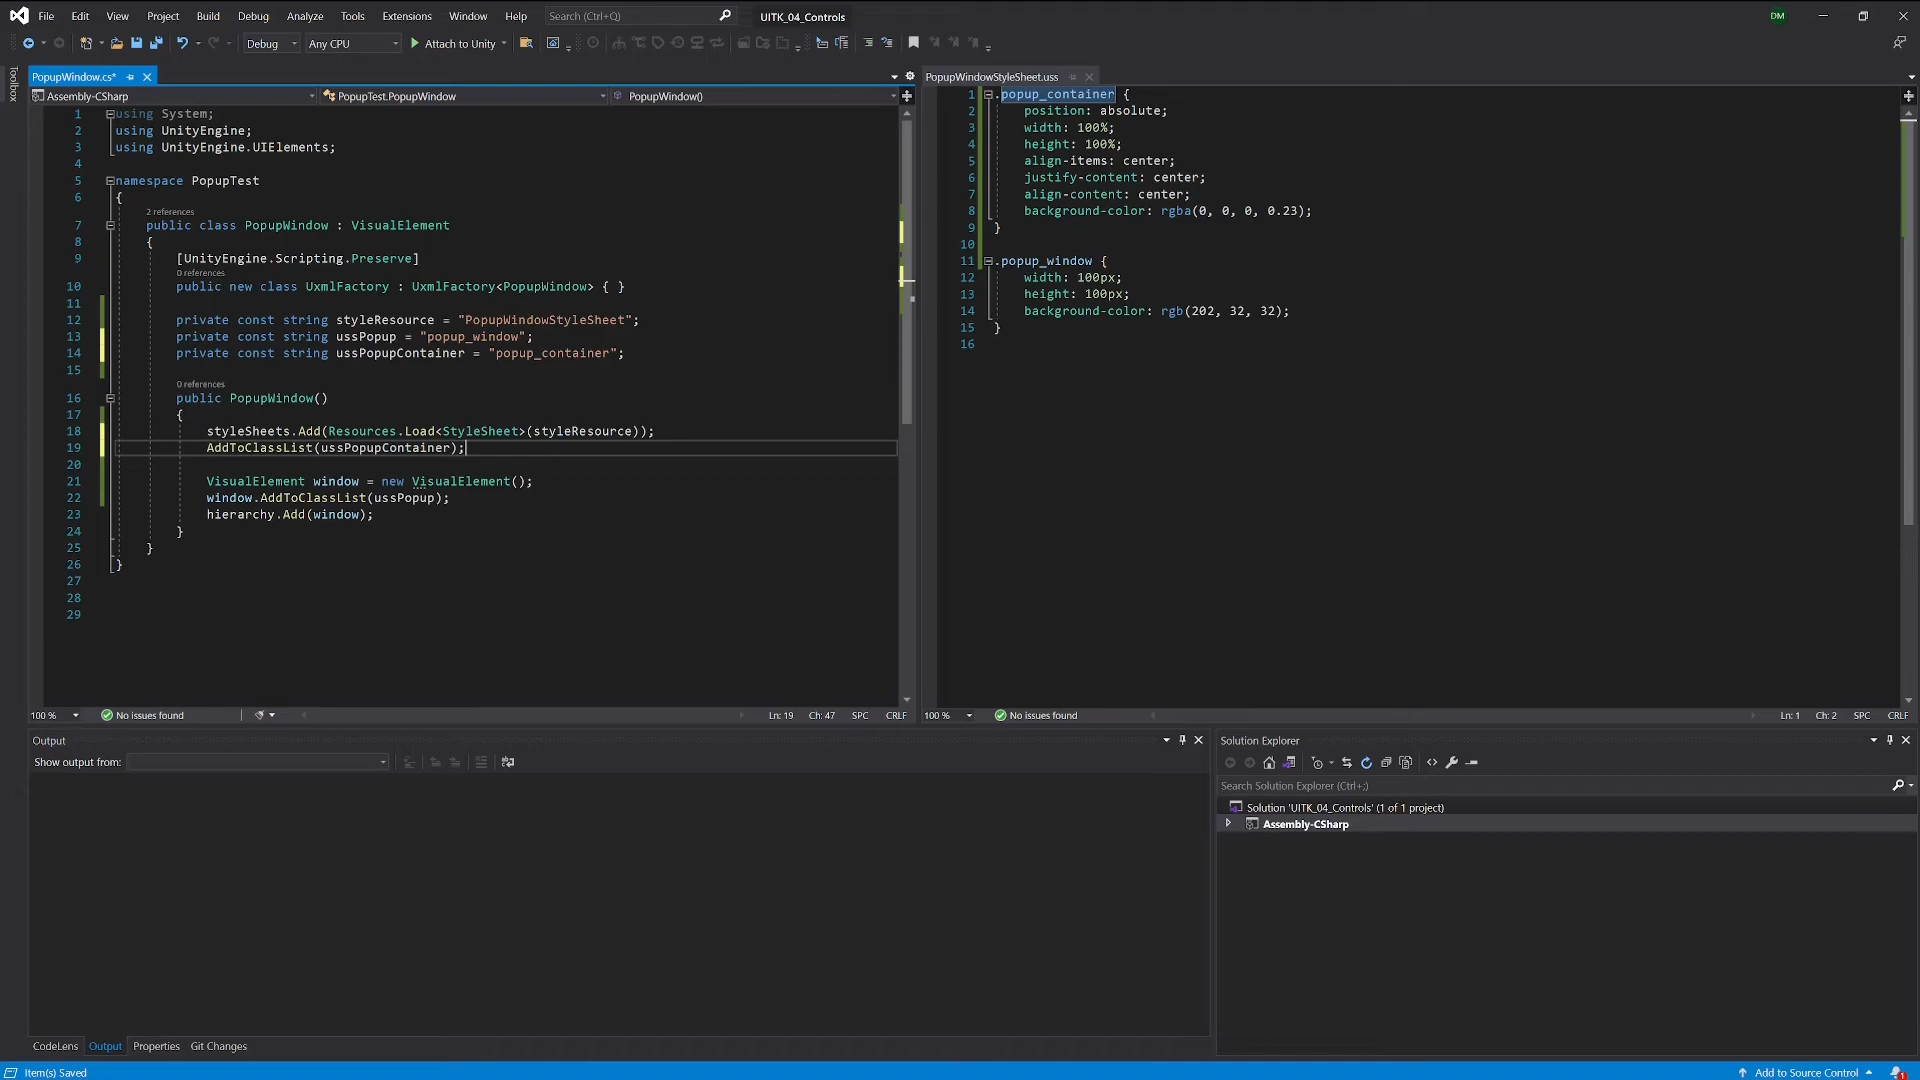 File Edit View Project Build Debug Analyze Tools Extensions Window Help Search (Ctrl+Q) UITK_04_Controls DM
Debug Any CPU Attach to Unity
Toolbox
PopupWindow.cs*
Assembly-CSharp PopupTest.PopupWindow PopupWindow()
1 using System;
2 using UnityEngine;
3 using UnityEngine.UIElements;
4
5 namespace PopupTest
6 {
2 references
7 public class PopupWindow : VisualElement
8 {
9 [UnityEngine.Scripting.Preserve]
0 references
10 public new class UxmlFactory : UxmlFactory<PopupWindow> { }
11
12 private const string styleResource = "PopupWindowStyleSheet";
13 private const string ussPopup = "popup_window";
14 private const string ussPopupContainer = "popup_container";
15
0 references
16 public PopupWindow()
17 {
18 styleSheets.Add(Resources.Load<StyleSheet>(styleResource));
19 AddToClassList(ussPopupContainer);
20
21 VisualElement window = new VisualElement();
22 window.AddToClassList(ussPopup);
23 hierarchy.Add(window);
24 }
25 }
26 }
27
28
29
100 % No issues found Ln: 19 Ch: 47 SPC CRLF
PopupWindowStyleSheet.uss
1 .popup_container {
2 position: absolute;
3 width: 100%;
4 height: 100%;
5 align-items: center;
6 justify-content: center;
7 align-content: center;
8 background-color: rgba(0, 0, 0, 0.23);
9 }
10
11 .popup_window {
12 width: 100px;
13 height: 100px;
14 background-color: rgb(202, 32, 32);
15 }
16
100 % No issues found Ln: 1 Ch: 2 SPC CRLF
Output
Show output from:
Solution Explorer
Search Solution Explorer (Ctrl+;)
Solution 'UITK_04_Controls' (1 of 1 project)
Assembly-CSharp
CodeLens Output Properties Git Changes
Item(s) Saved Add to Source Control 1